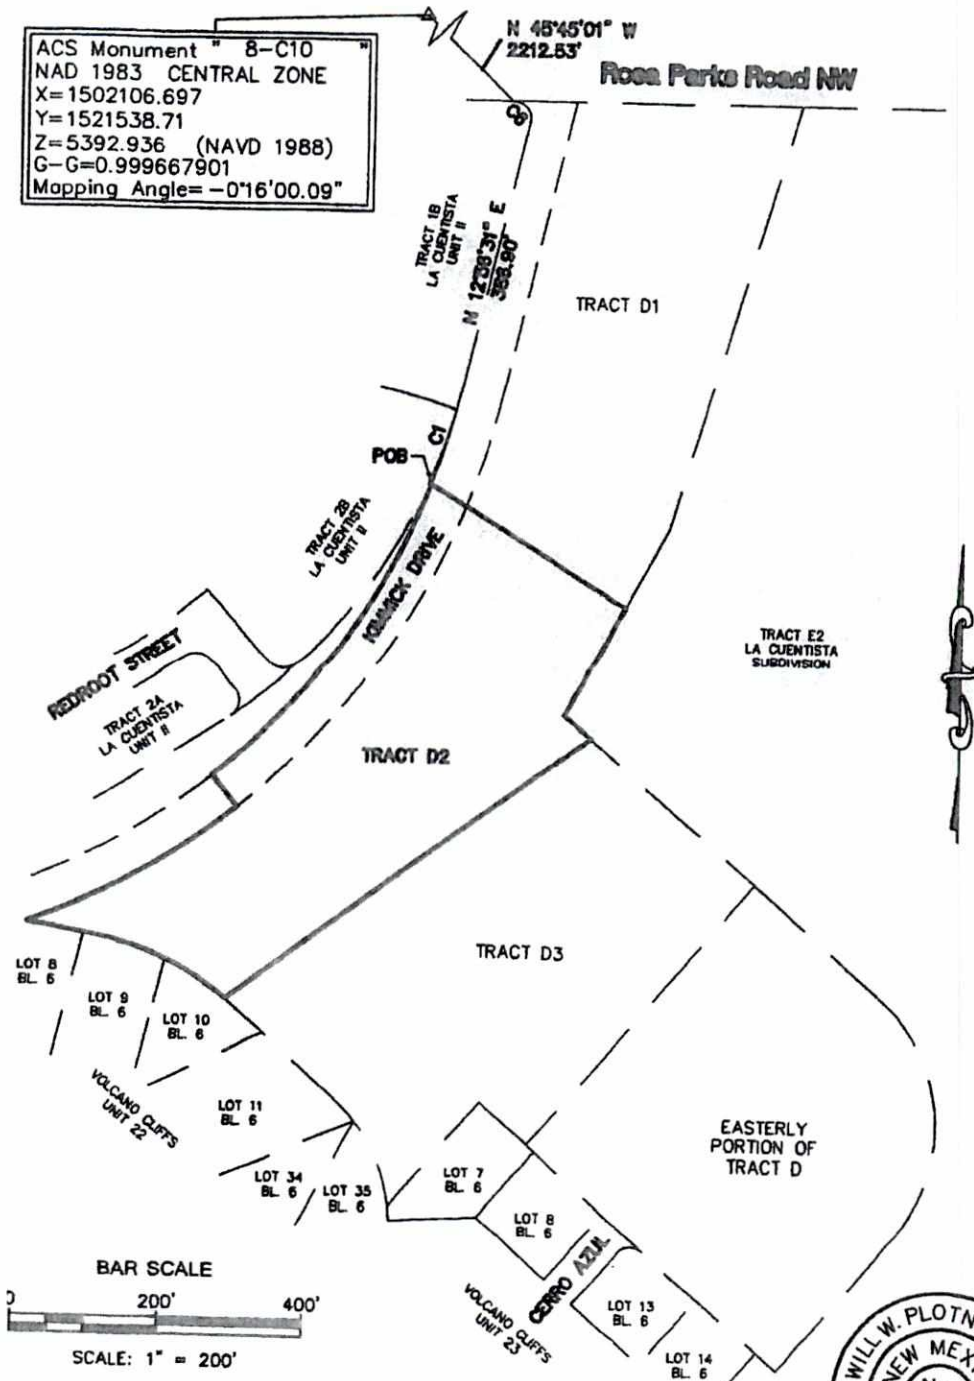 N 45°45'01" W
2212.53'
ACS Monument " 8-C10 "
NAD 1983 CENTRAL ZONE
X=1502106.697
Y=1521538.71
Z=5392.936 (NAVD 1988)
G-G=0.999667901
Mapping Angle= -0°16'00.09"
Rosa Parks Road NW
C6
TRACT 1B
LA CUENTISTA
UNIT II
N 12°36'31" E
TRACT D1
C1
POB
TRACT 2B
LA CUENTISTA
UNIT II
KIMMICK DRIVE
REDROOT STREET
TRACT 2A
LA CUENTISTA
UNIT II
TRACT E2
LA CUENTISTA
SUBDIVISION
TRACT D2
TRACT D3
LOT 8
BL. 6
LOT 9
BL. 6
LOT 10
BL. 6
VOLCANO CLIFFS
UNIT 22
LOT 11
BL. 6
LOT 34
BL. 6
LOT 35
BL. 6
LOT 7
BL. 6
LOT 8
BL. 6
EASTERLY
PORTION OF
TRACT D
CERRO AZUL
VOLCANO CLIFFS
UNIT 23
LOT 13
BL. 6
LOT 14
BL. 6
BAR SCALE
0 200' 400'
SCALE: 1" = 200'
WILL W. PLOTN
NEW MEX